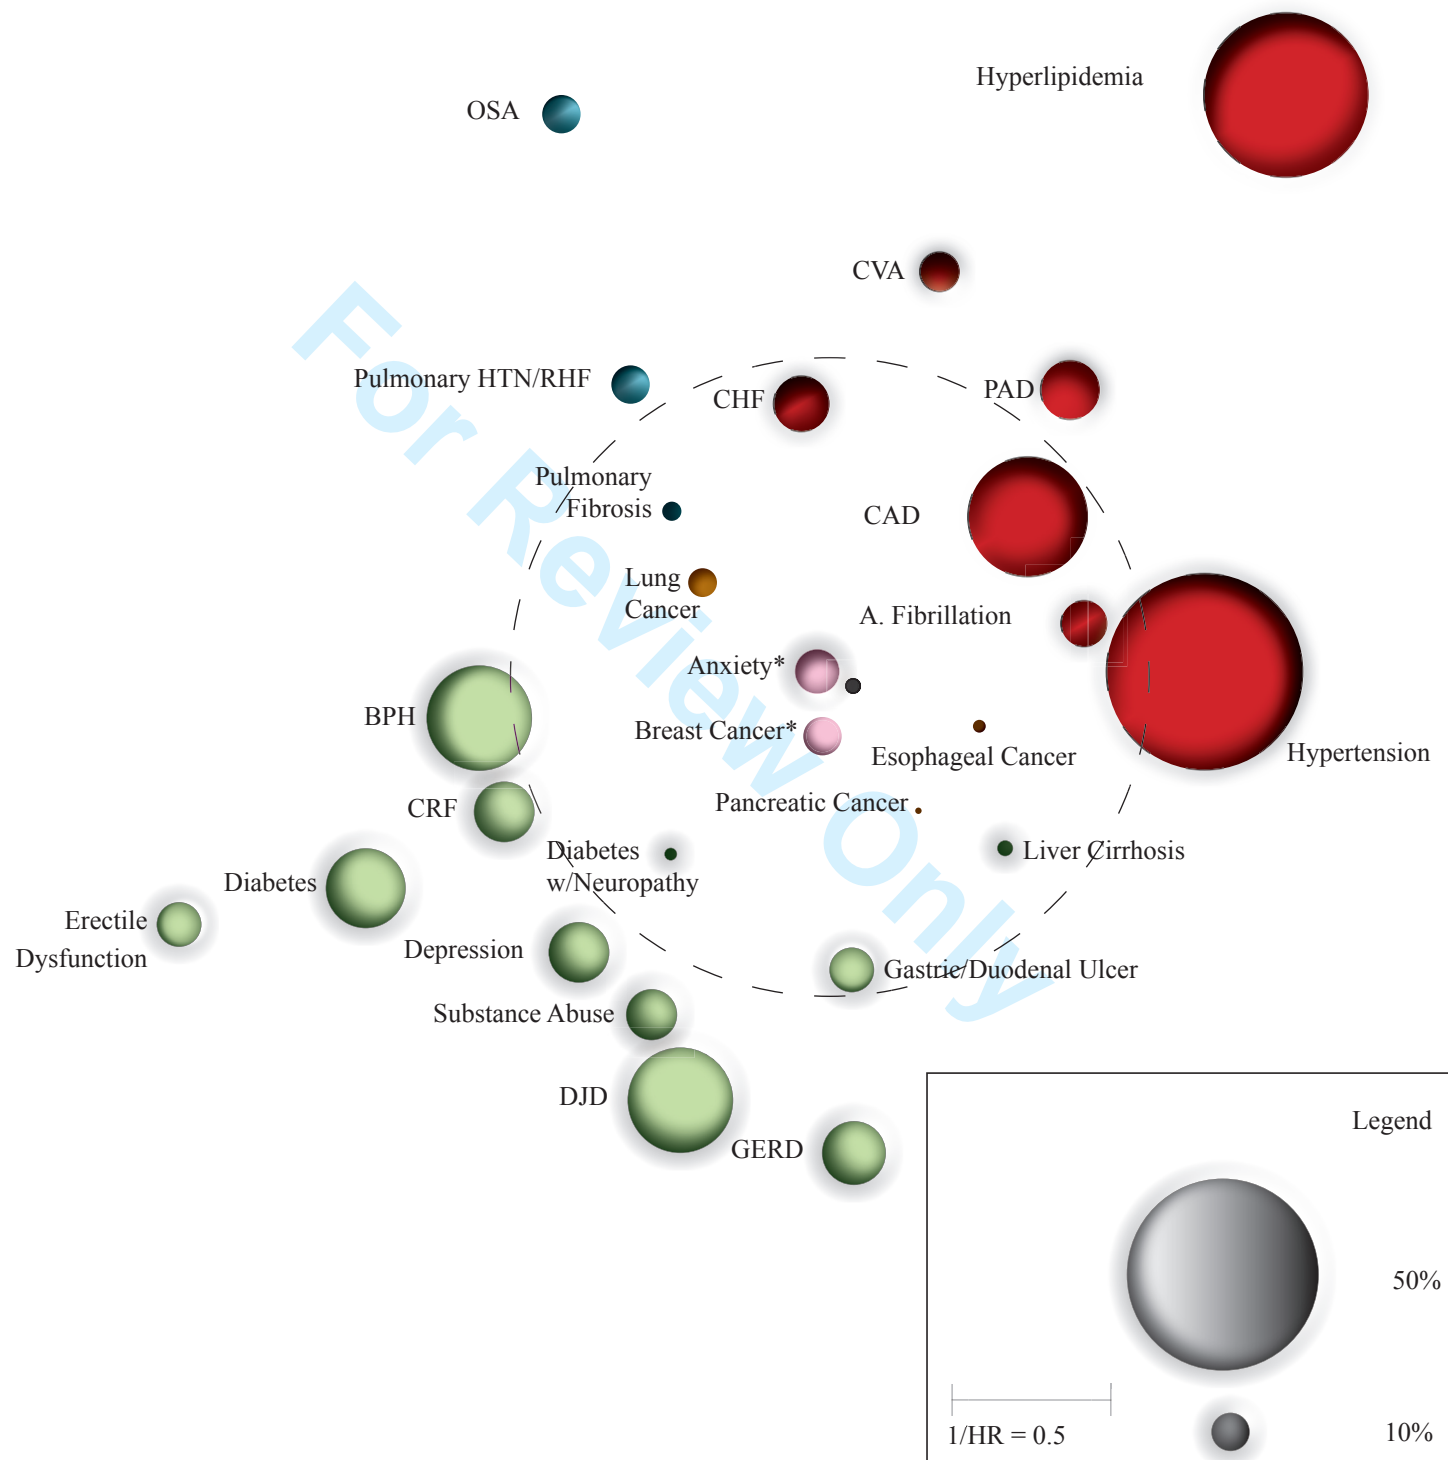 Hyperlipidemia
OSA
CVA
Pulmonary HTN/RHF
CHF
PAD
Pulmonary
Fibrosis
CAD
Lung
Cancer
A. Fibrillation
Anxiety*
BPH
Breast Cancer*
Esophageal Cancer
Hypertension
CRF
Pancreatic Cancer
Diabetes
w/Neuropathy
Liver Cirrhosis
Diabetes
Erectile
Dysfunction
Depression
Gastric/Duodenal Ulcer
Substance Abuse
DJD
GERD
Legend
50%
1/HR = 0.5
10%
For Review Only